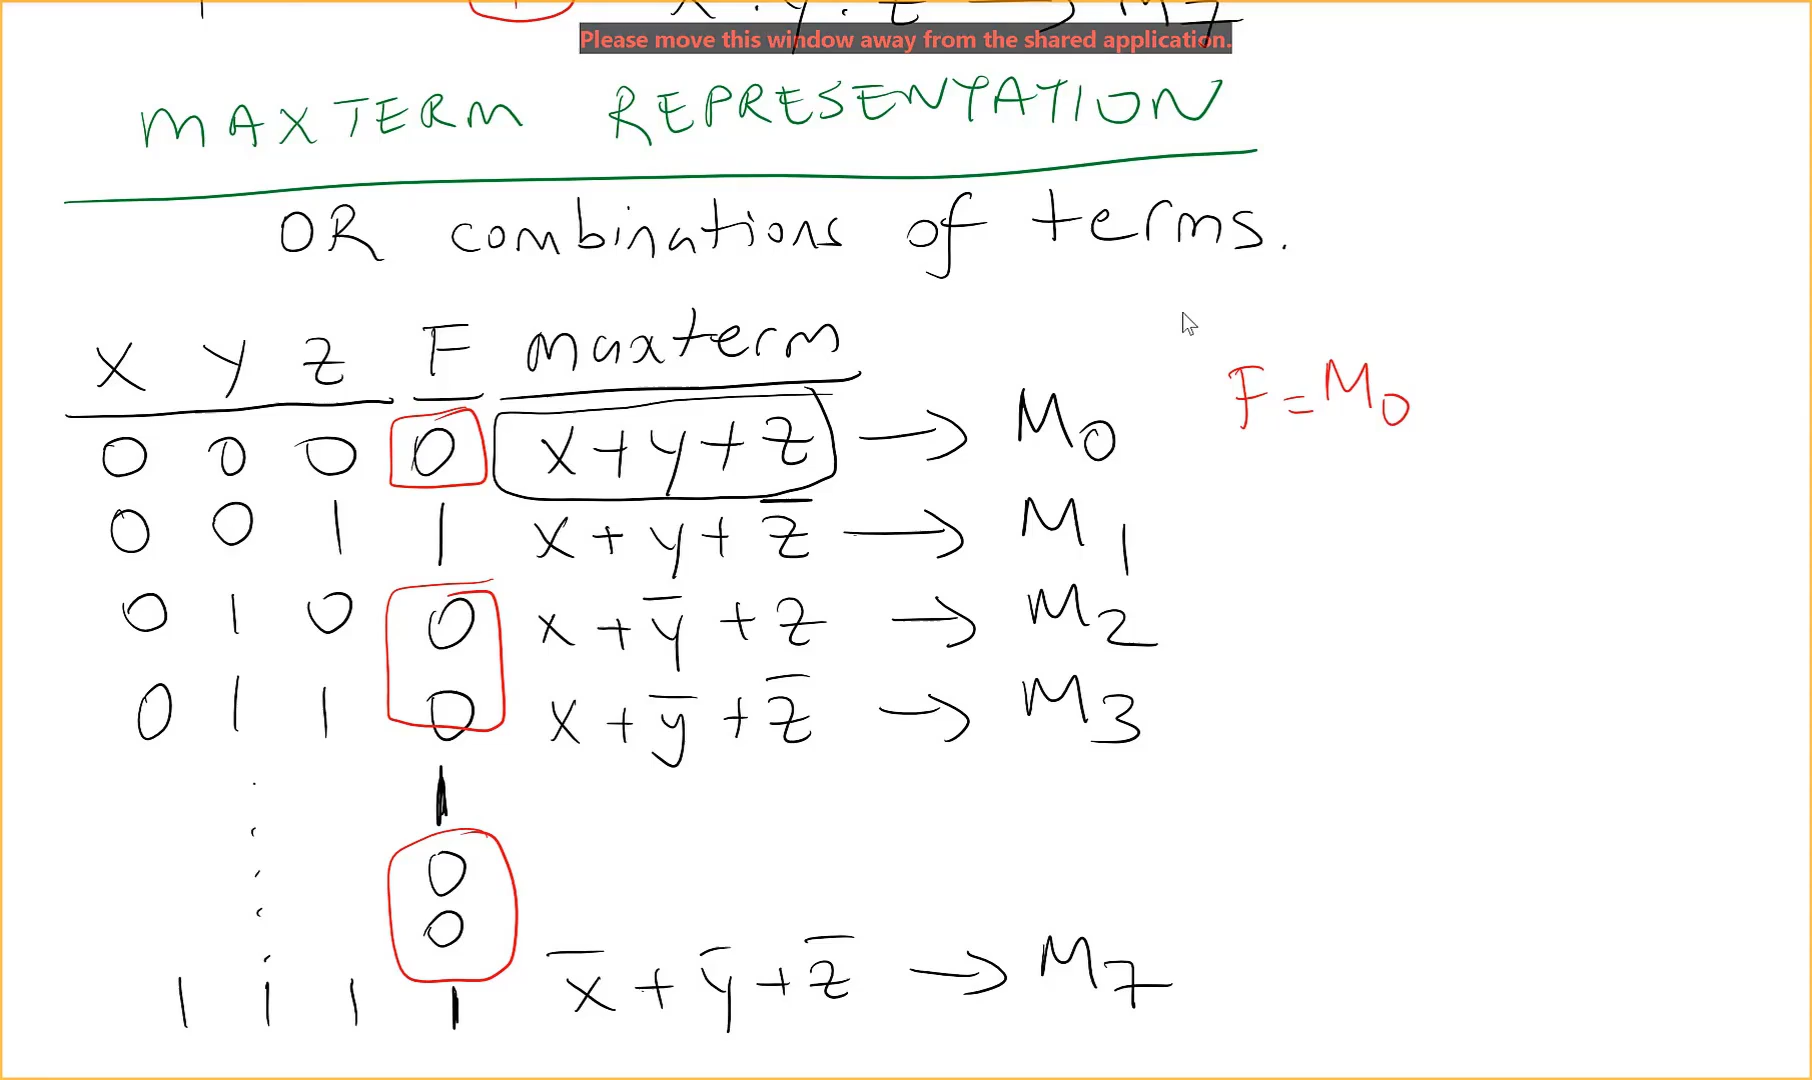 x . y . z → M7
Please move this window away from the shared application.
MAXTERM REPRESENTATION
OR combinations of terms.
x y z F maxterm
F = M0
0 0 0 0 x + y + z → M0
0 0 1 1 x + y + z̅ → M1
0 1 0 0 x + y̅ + z → M2
0 1 1 0 x + y̅ + z̅ → M3
1
0
0
1 1 1 1 x̅ + y̅ + z̅ → M7